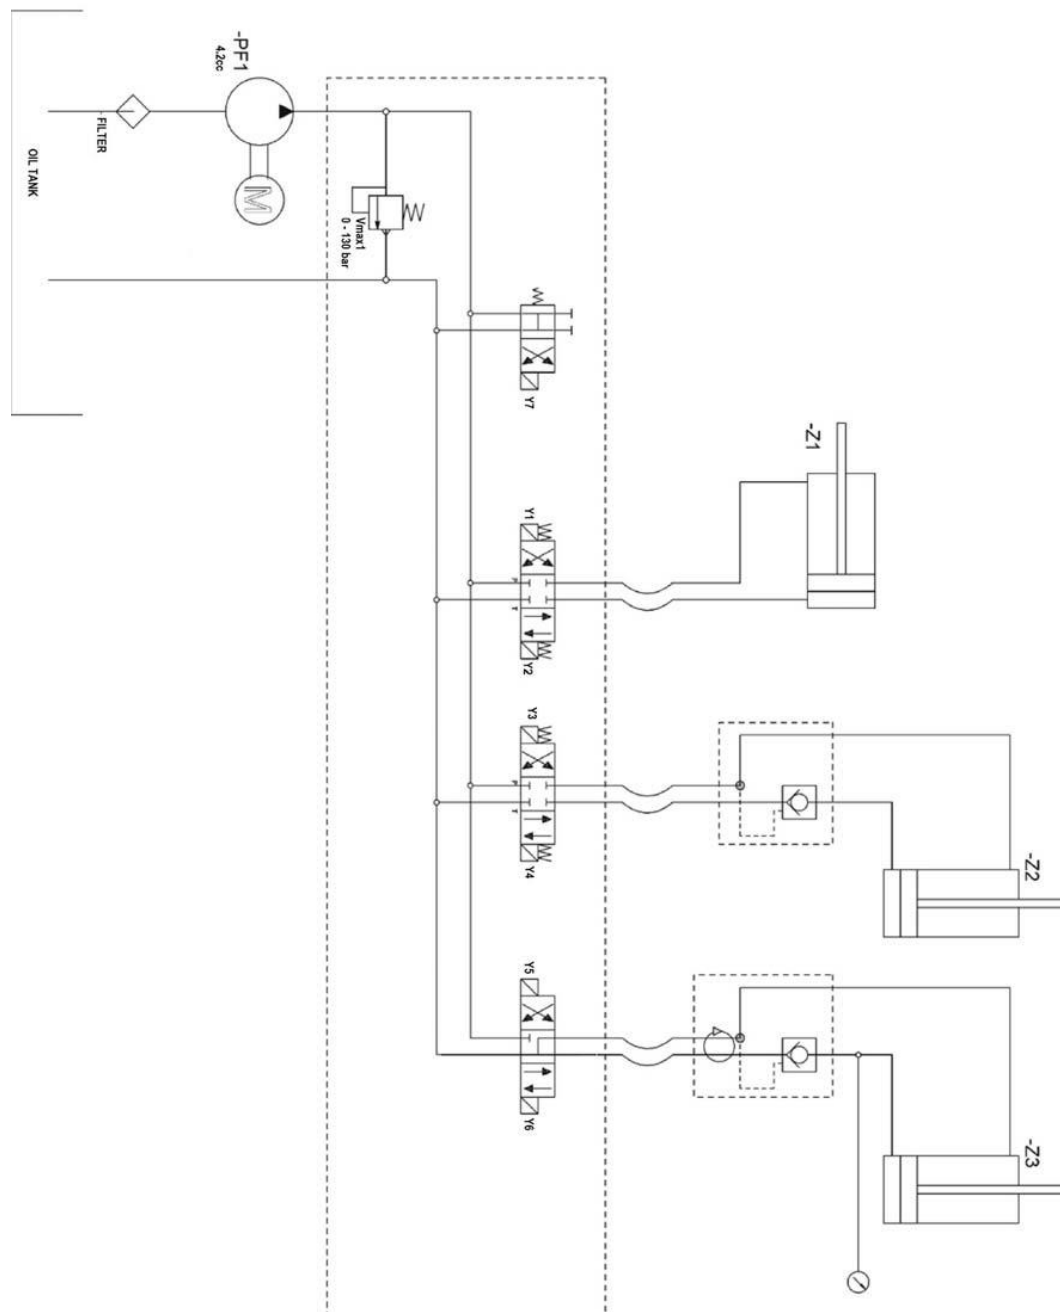 -PF1
4.2cc
FILTER
OIL TANK
M
Vmax1
0 - 130 bar
Y7
-Z1
Y1
P
T
Y2
Y3
P
T
Y4
-Z2
Y5
Y6
-Z3